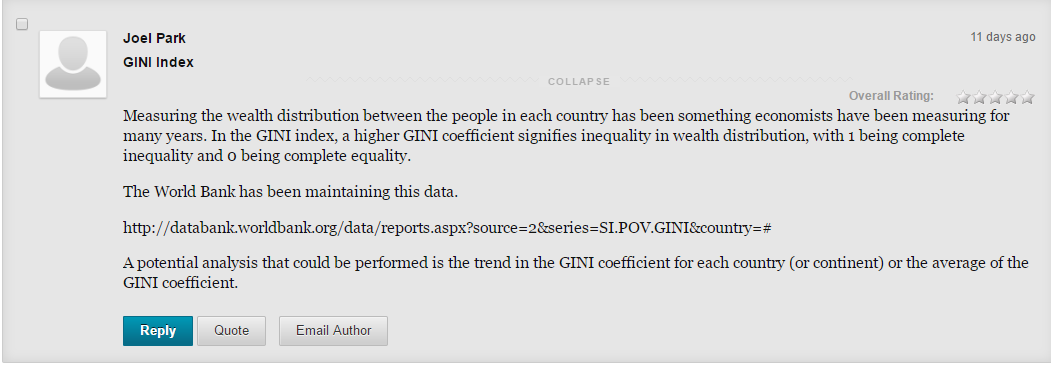 Joel Park
11 days ago
GINI Index
COLLAPSE
Overall Rating:
Measuring the wealth distribution between the people in each country has been something economists have been measuring for
many years. In the GINI index, a higher GINI coefficient signifies inequality in wealth distribution, with 1 being complete
inequality and 0 being complete equality.
The World Bank has been maintaining this data.
http://databank.worldbank.org/data/reports.aspx?source=2&series=SI.POV.GINI&country=#
A potential analysis that could be performed is the trend in the GINI coefficient for each country (or continent) or the average of the
GINI coefficient.
Reply Quote Email Author